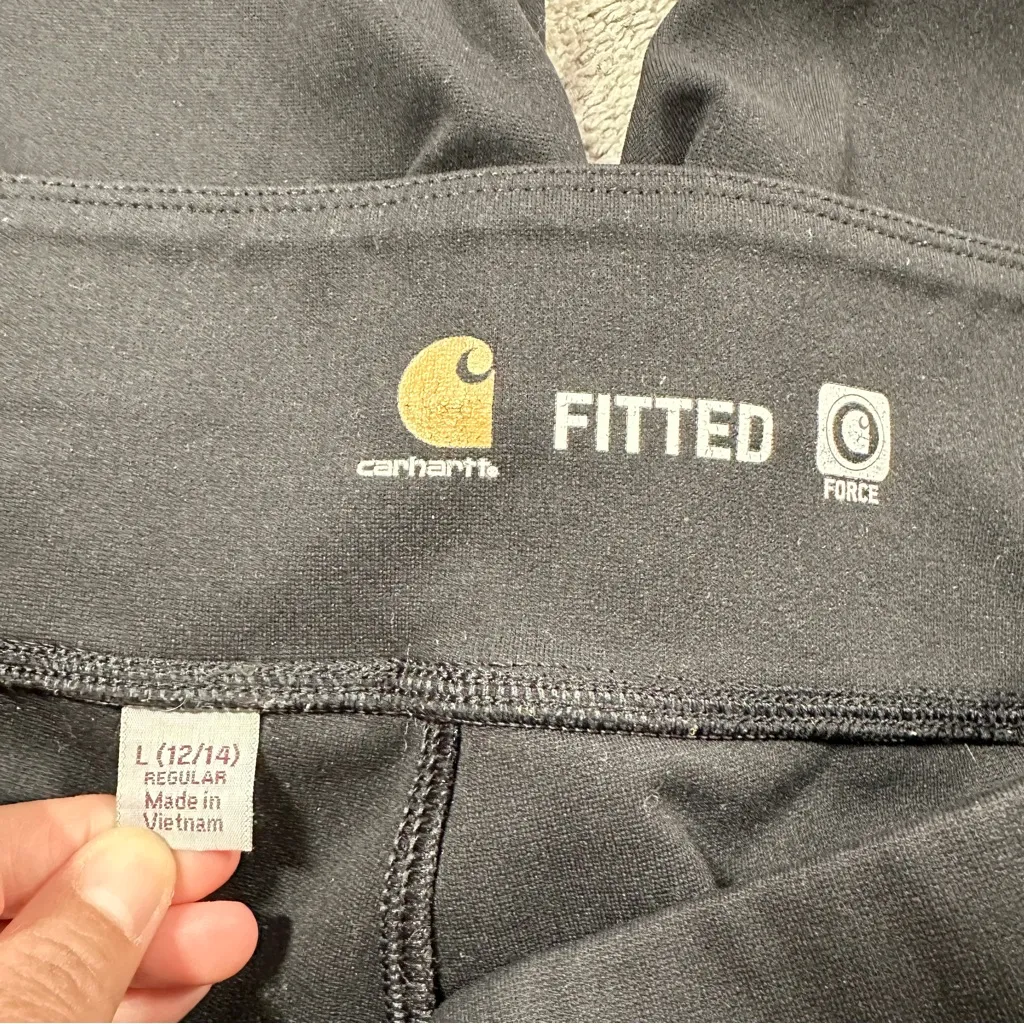 carhartt
FITTED
FORCE
L (12/14)
REGULAR
Made in
Vietnam